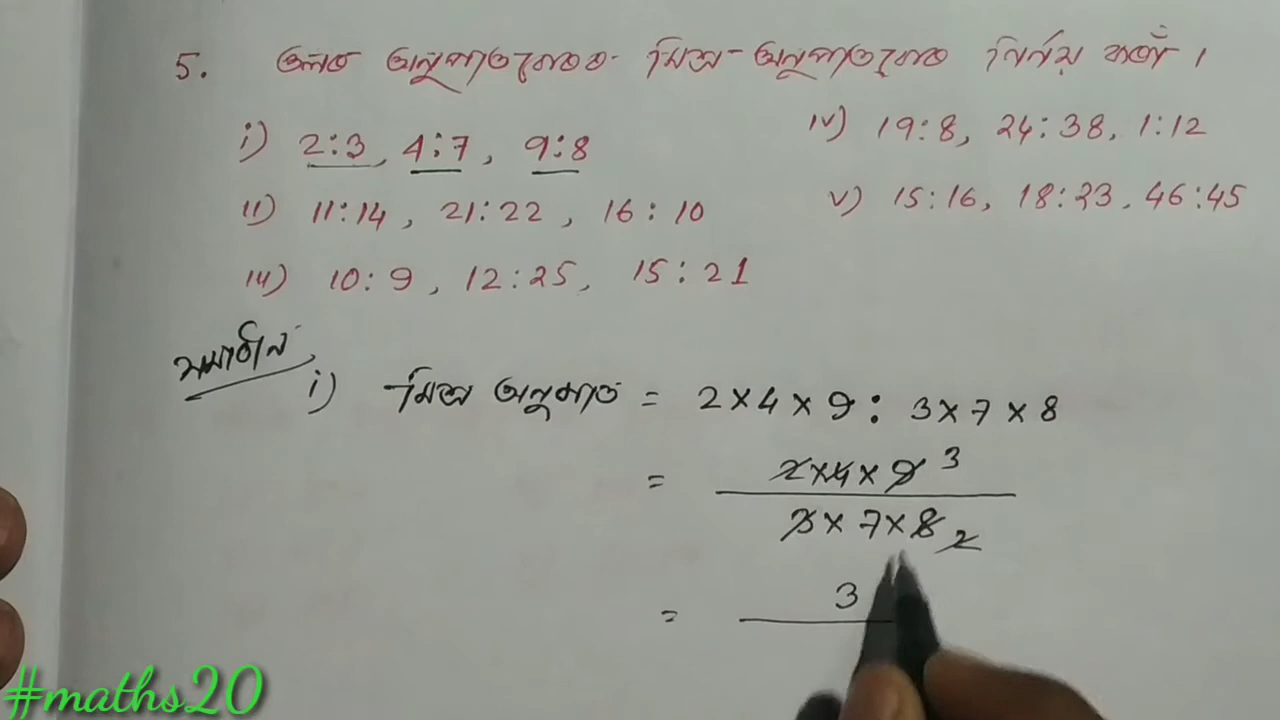 5. তলত অনুপাতবোৰৰ মিশ্ৰ-অনুপাতবোৰ নিৰ্ণয় কৰা।
i) 2:3, 4:7, 9:8
ii) 11:14, 21:22, 16:10
iii) 10:9, 12:25, 15:21
iv) 19:8, 24:38, 1:12
v) 15:16, 18:23, 46:45
সমাধান
i) মিশ্ৰ অনুপাত = 2×4×9 : 3×7×8
= 2×4×9 3
3×7×8 2
= 3
#maths20